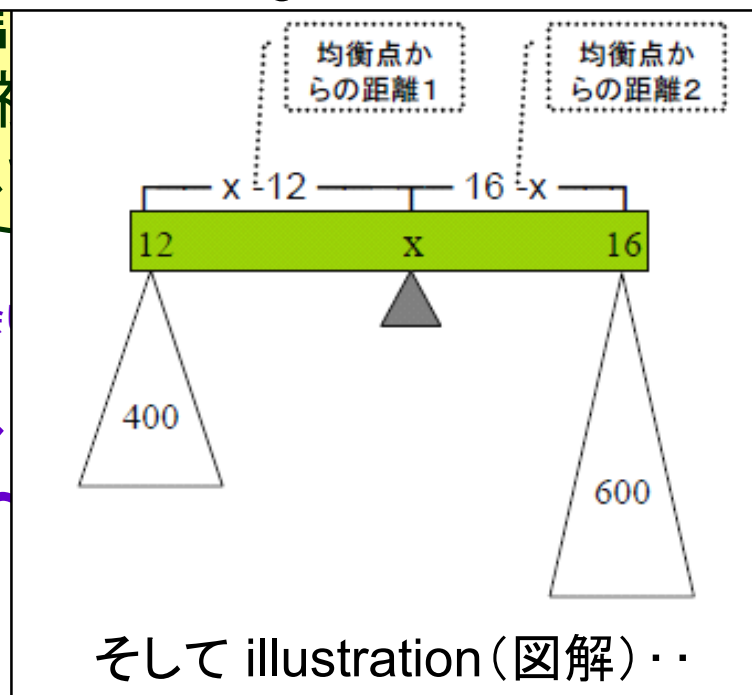 均衡点か
らの距離1
均衡点か
らの距離2
x -12
16 -x
12
x
16
400
600
そして illustration(図解)・・